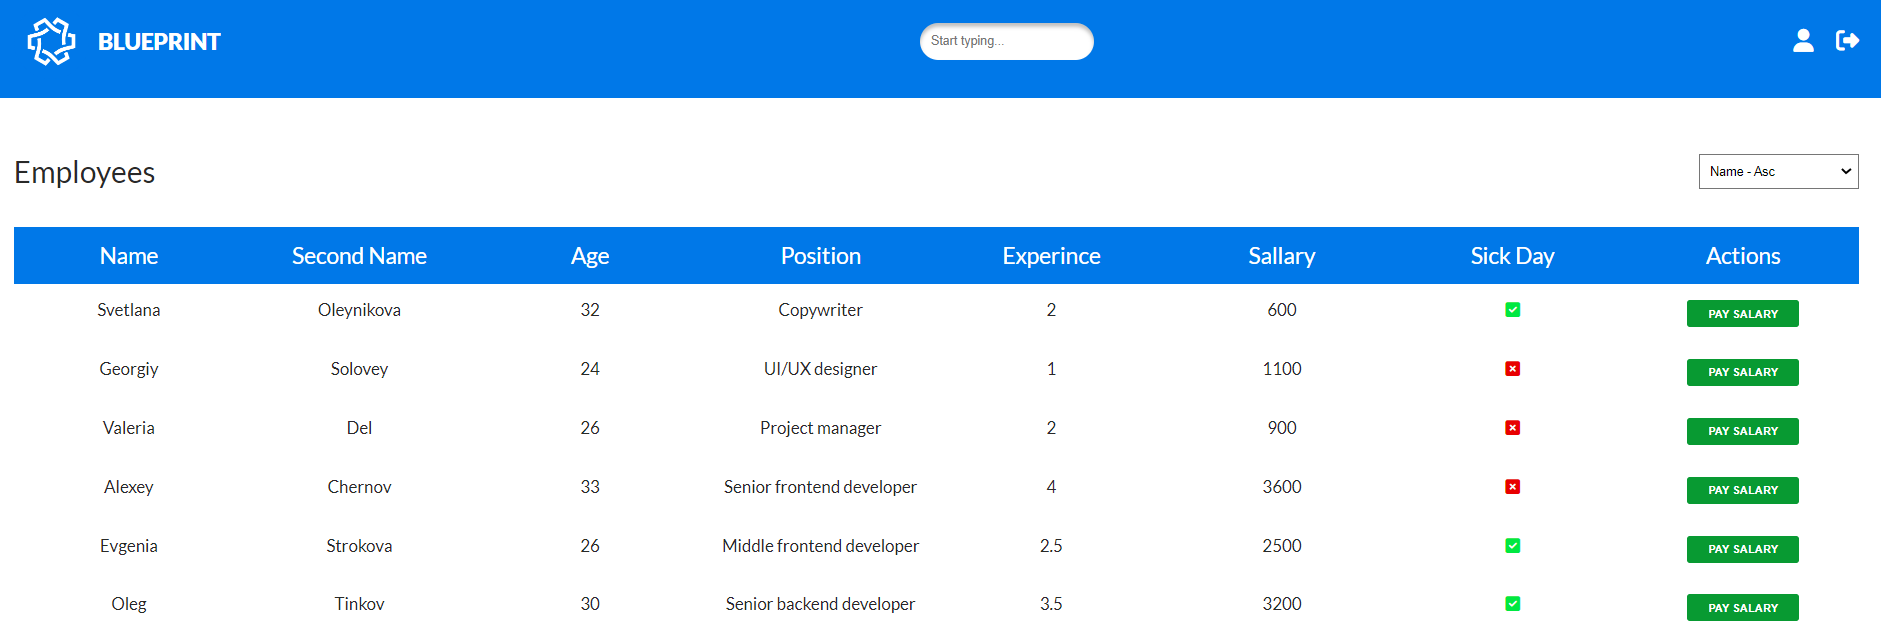 BLUEPRINT
Start typing...
Employees
Name - Asc
Name Second Name Age Position Experince Sallary Sick Day Actions
Svetlana Oleynikova 32 Copywriter 2 600 PAY SALARY
Georgiy Solovey 24 UI/UX designer 1 1100 PAY SALARY
Valeria Del 26 Project manager 2 900 PAY SALARY
Alexey Chernov 33 Senior frontend developer 4 3600 PAY SALARY
Evgenia Strokova 26 Middle frontend developer 2.5 2500 PAY SALARY
Oleg Tinkov 30 Senior backend developer 3.5 3200 PAY SALARY